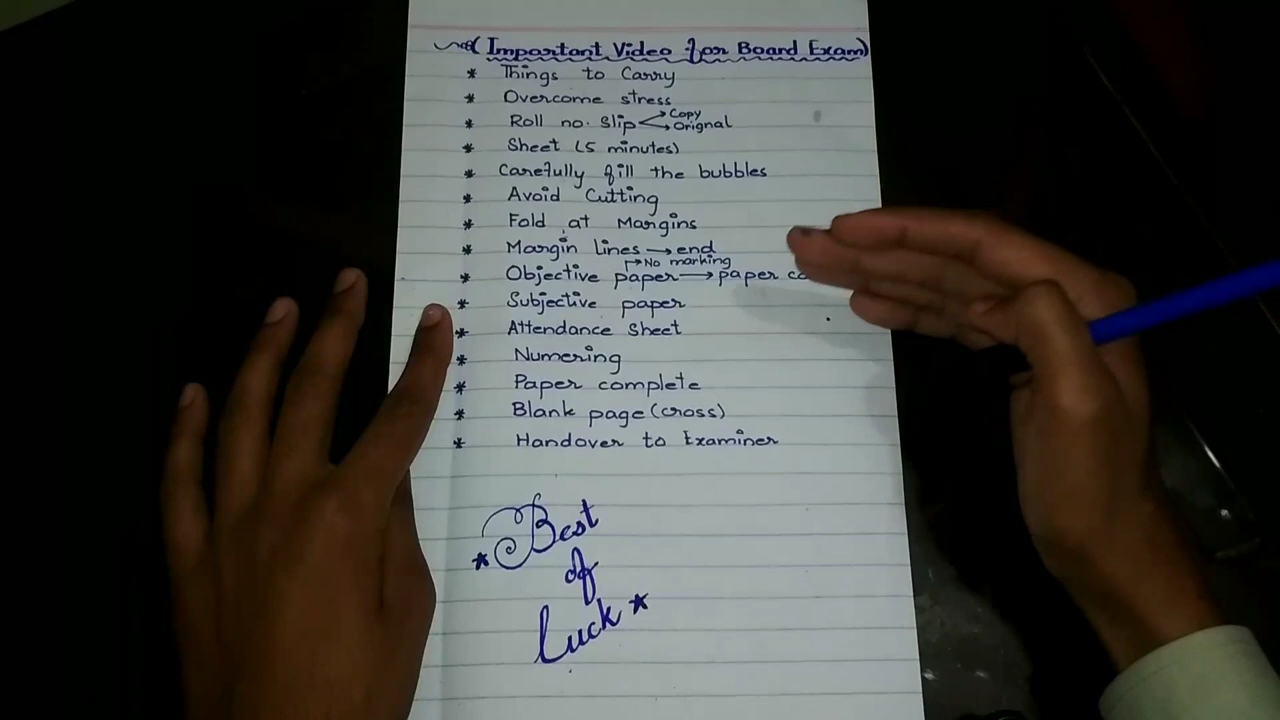 (Important Video for Board Exam)
* Things to Carry
* Overcome stress
* Roll no. Slip → Copy → Orignal
* Sheet (5 minutes)
* Carefully fill the bubbles
* Avoid Cutting
* Fold at Margins
* Margin lines → end
→ No marking
* Objective paper → paper
* Subjective paper
* Attendance Sheet
* Numering
* Paper complete
* Blank page (cross)
* Handover to Examiner
* Best
of
Luck *